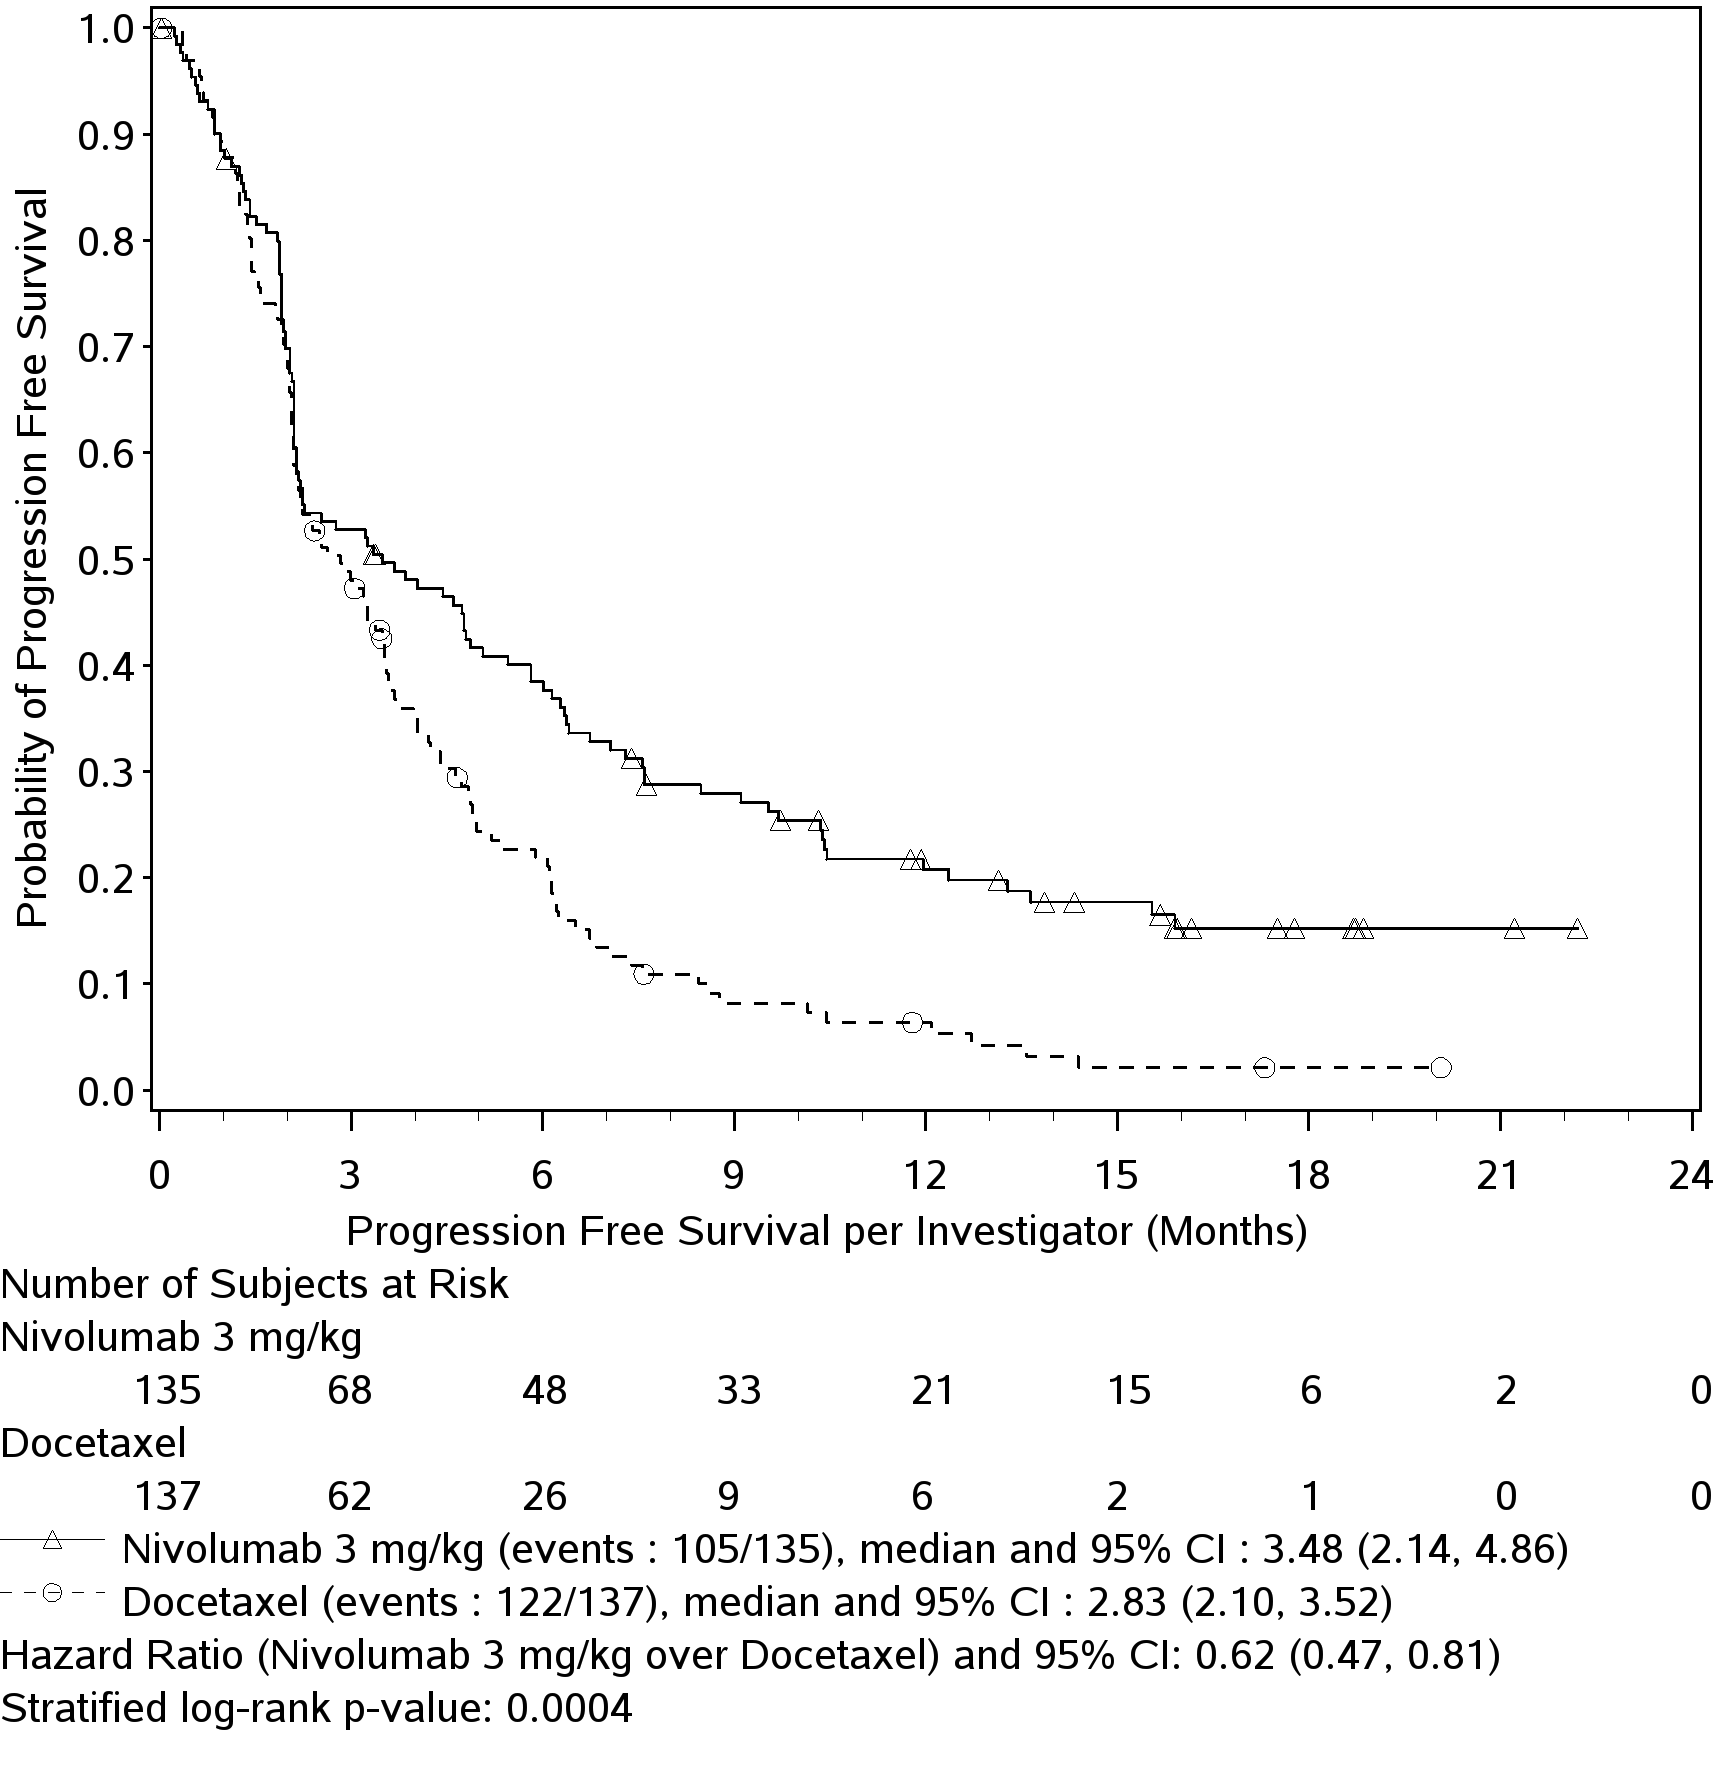 Probability of Progression Free Survival
1.0
0.9
0.8
0.7
0.6
0.5
0.4
0.3
0.2
0.1
0.0
0 3 6 9 12 15 18 21 24
Progression Free Survival per Investigator (Months)
Number of Subjects at Risk
Nivolumab 3 mg/kg
135 68 48 33 21 15 6 2 0
Docetaxel
137 62 26 9 6 2 1 0 0
Nivolumab 3 mg/kg (events : 105/135), median and 95% CI : 3.48 (2.14, 4.86)
Docetaxel (events : 122/137), median and 95% CI : 2.83 (2.10, 3.52)
Hazard Ratio (Nivolumab 3 mg/kg over Docetaxel) and 95% CI: 0.62 (0.47, 0.81)
Stratified log-rank p-value: 0.0004